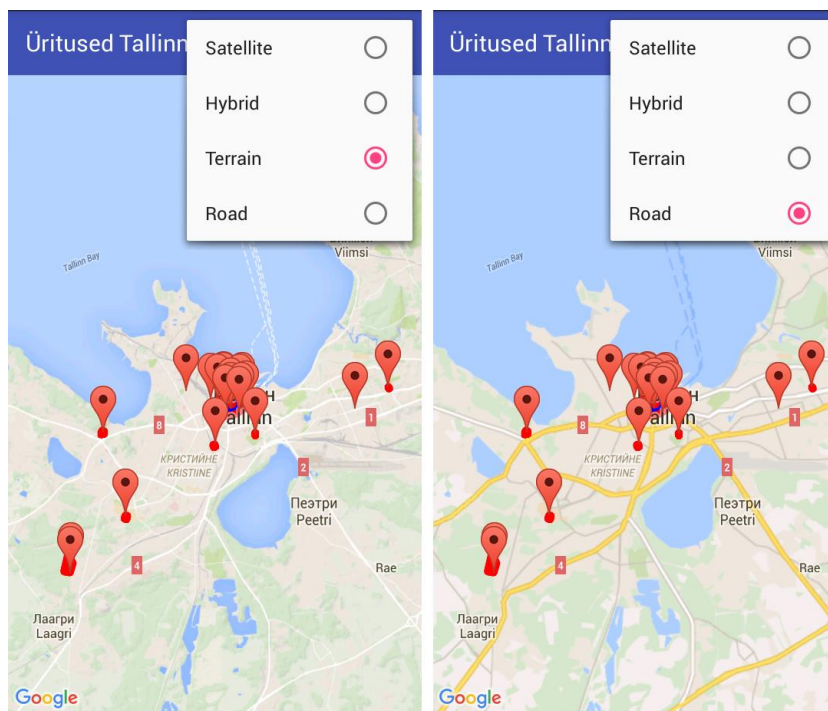 Üritused Tallinn
Satellite
Hybrid
Terrain
Road
Viimsi
Tallinn Bay
8
1
Tallinn
КРИСТИЙНЕ
KRISTIINE
2
Пеэтри
Peetri
4
Rae
Лаагри
Laagri
Google
Üritused Tallinn
Satellite
Hybrid
Terrain
Road
Viimsi
Tallinn Bay
8
1
Tallinn
КРИСТИЙНЕ
KRISTIINE
2
Пеэтри
Peetri
4
Rae
Лаагри
Laagri
Google